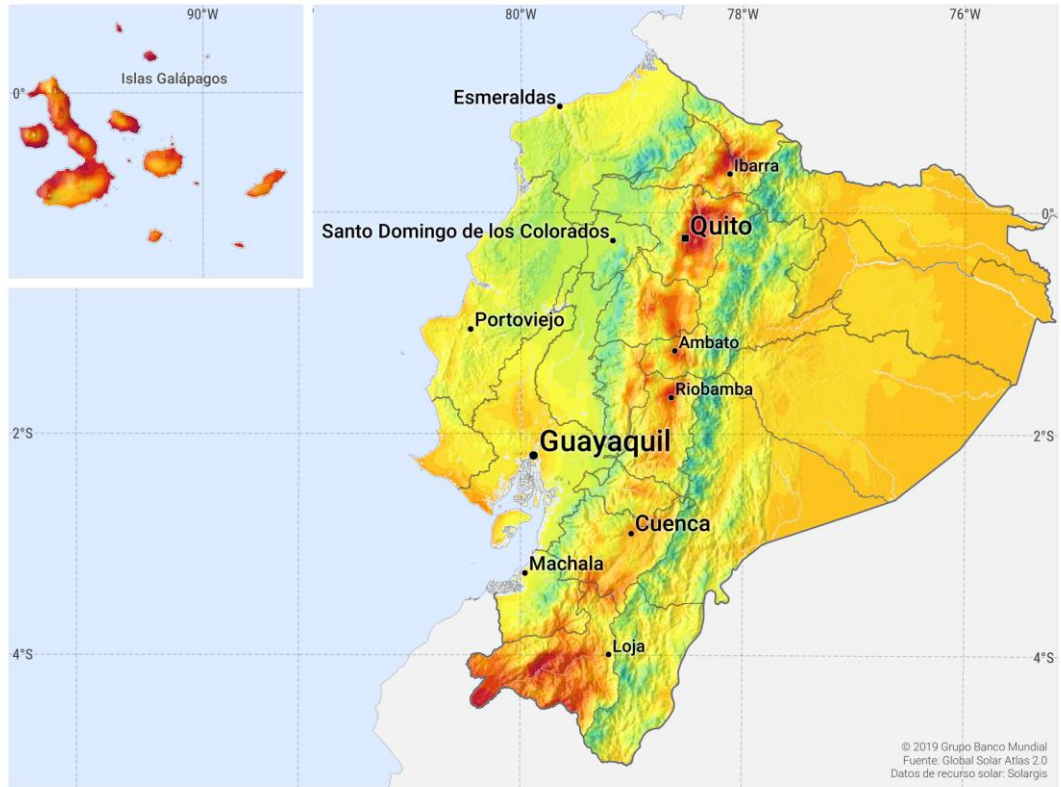 90°W
Islas Galápagos
0°
80°W
78°W
76°W
Esmeraldas
Ibarra
0°
Quito
Santo Domingo de los Colorados
Portoviejo
Ambato
Riobamba
2°S
2°S
Guayaquil
Cuenca
Machala
Loja
4°S
4°S
© 2019 Grupo Banco Mundial
Fuente: Global Solar Atlas 2.0
Datos de recurso solar: Solargis